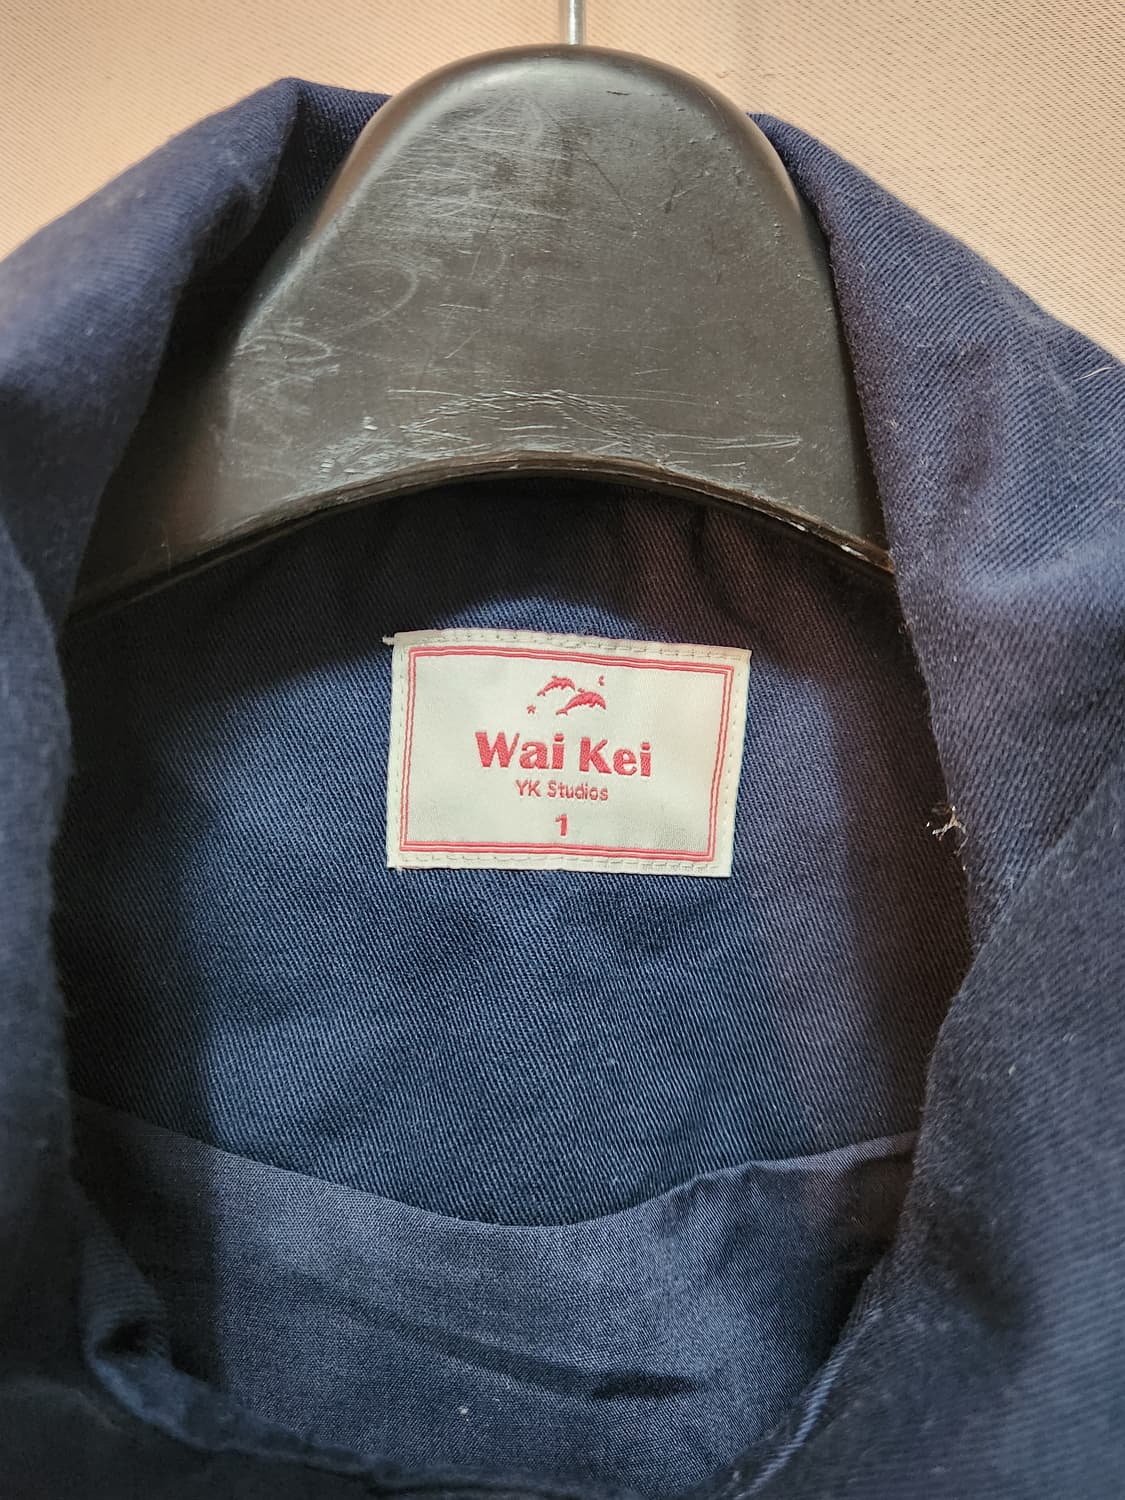 Wai Kei
YK Studios
1